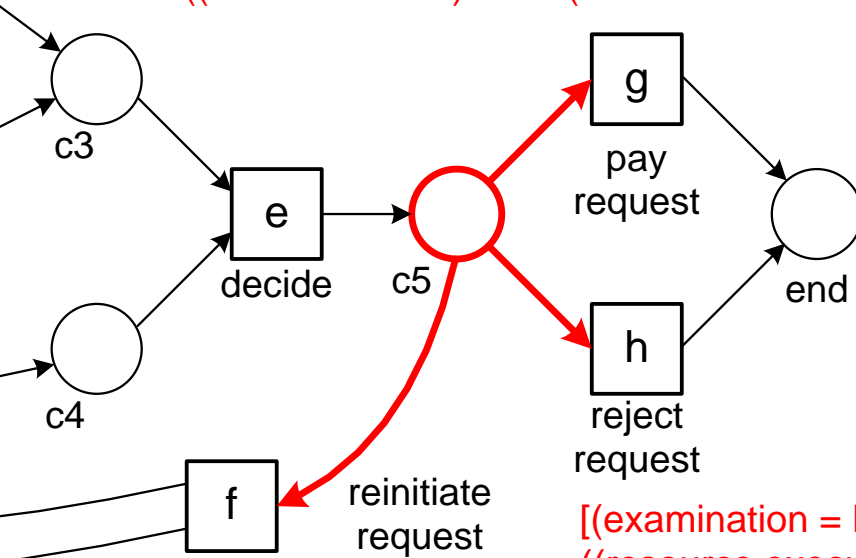 g
c3
pay
request
e
decide
c5
end
h
c4
reject
request
f
reinitiate
request
[(examination =